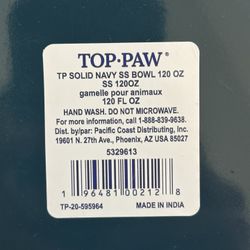 TOP·PAW®
TP SOLID NAVY SS BOWL 120 OZ
SS 120OZ
gamelle pour animaux
120 FL OZ
HAND WASH. DO NOT MICROWAVE.
For more information, call 1-888-839-9638.
Dist. by/par: Pacific Coast Distributing, Inc.
19601 N. 27th Ave., Phoenix, AZ USA 85027
5329613
1 96481 00212 8
TP-20-595964 MADE IN INDIA